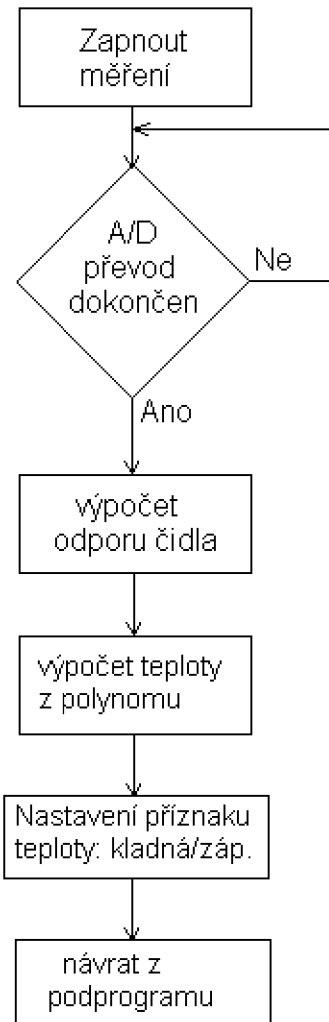 Zapnout
měření
A/D
převod
dokončen
Ne
Ano
výpočet
odporu čidla
výpočet teploty
z polynomu
Nastavení příznaku
teploty: kladná/záp.
návrat z
podprogramu